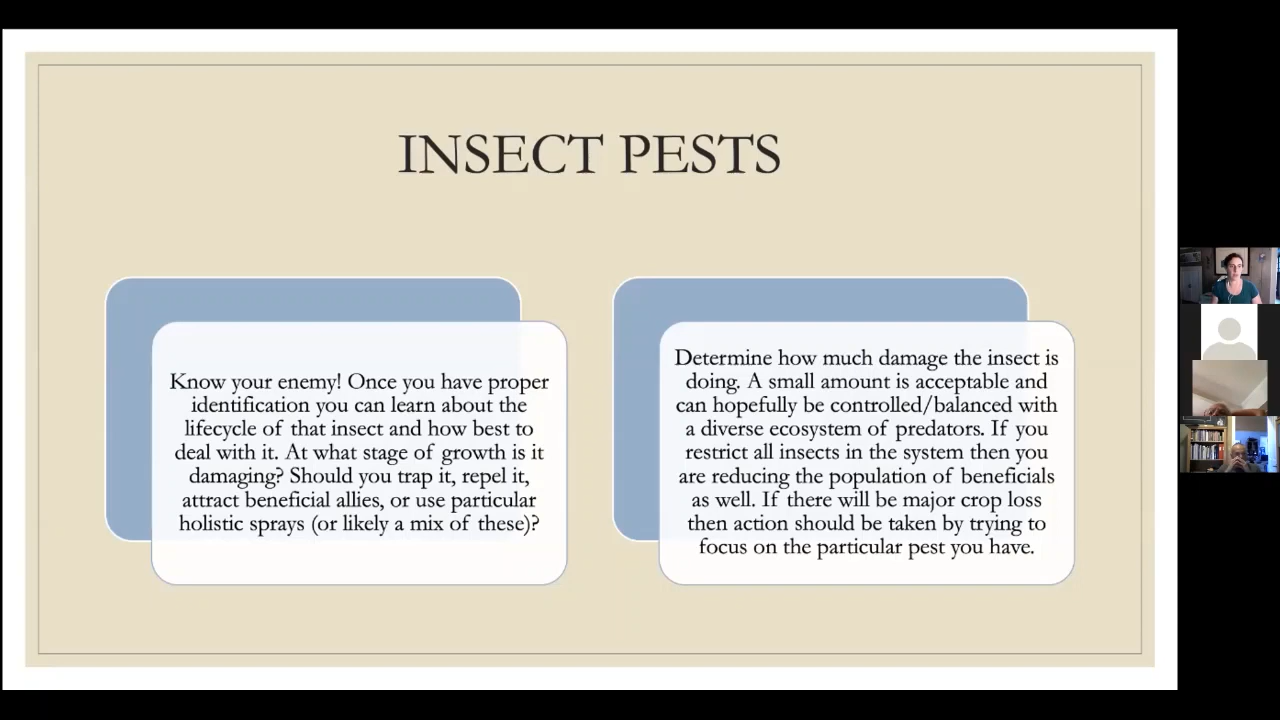 INSECT PESTS
Know your enemy! Once you have proper
identification you can learn about the
lifecycle of that insect and how best to
deal with it. At what stage of growth is it
damaging? Should you trap it, repel it,
attract beneficial allies, or use particular
holistic sprays (or likely a mix of these)?
Determine how much damage the insect is
doing. A small amount is acceptable and
can hopefully be controlled/balanced with
a diverse ecosystem of predators. If you
restrict all insects in the system then you
are reducing the population of beneficials
as well. If there will be major crop loss
then action should be taken by trying to
focus on the particular pest you have.